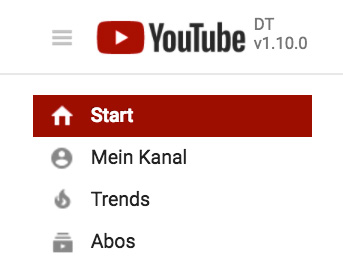 YouTube DT
v1.10.0
Start
Mein Kanal
Trends
Abos